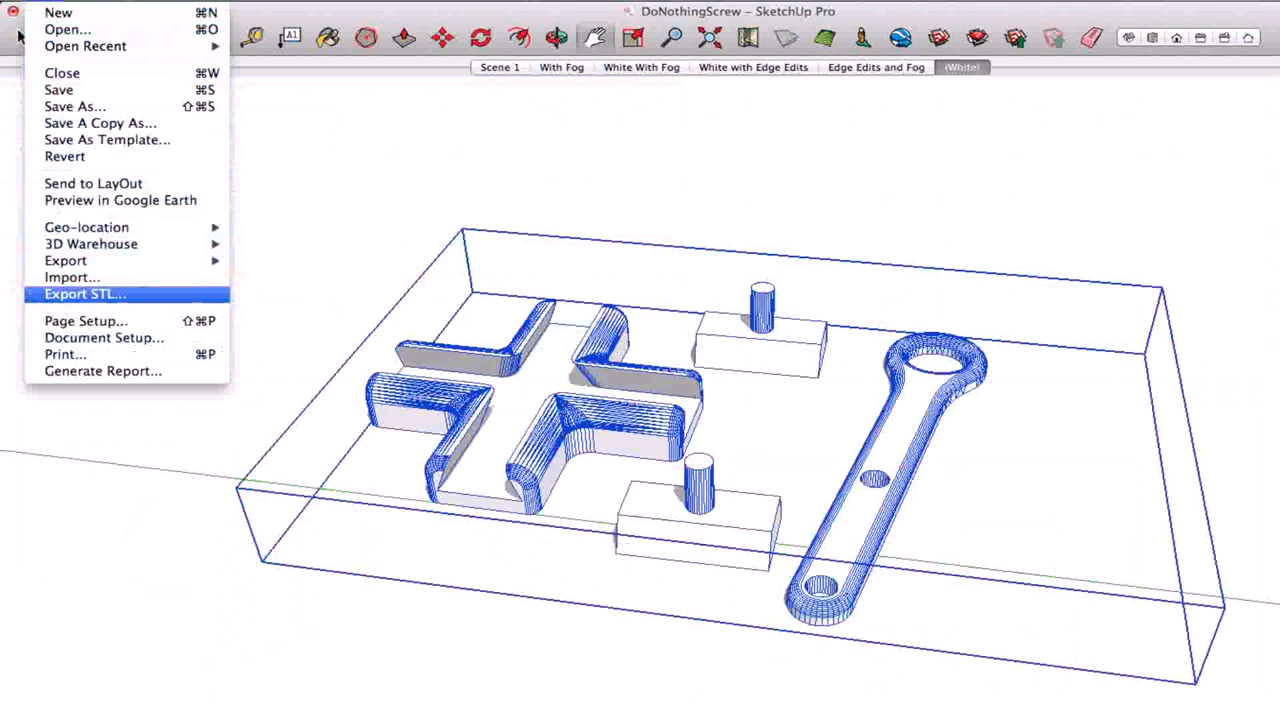 DoNothingScrew – SketchUp Pro
A1
Scene 1 With Fog White With Fog White with Edge Edits Edge Edits and Fog (White)
New ⌘N
Open... ⌘O
Open Recent
Close ⌘W
Save ⌘S
Save As... ⇧⌘S
Save A Copy As...
Save As Template...
Revert
Send to LayOut
Preview in Google Earth
Geo-location
3D Warehouse
Export
Import...
Export STL...
Page Setup... ⇧⌘P
Document Setup...
Print... ⌘P
Generate Report...